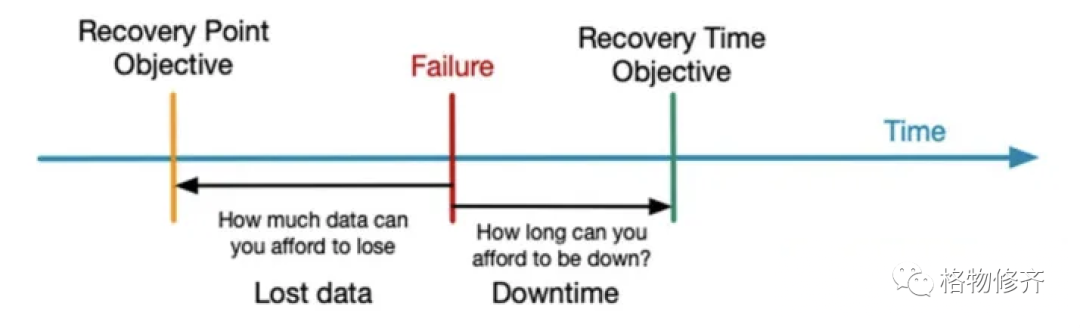 Recovery Point
Objective
Failure
Recovery Time
Objective
Time
How much data can
you afford to lose
How long can you
afford to be down?
Lost data
Downtime
格物修齐